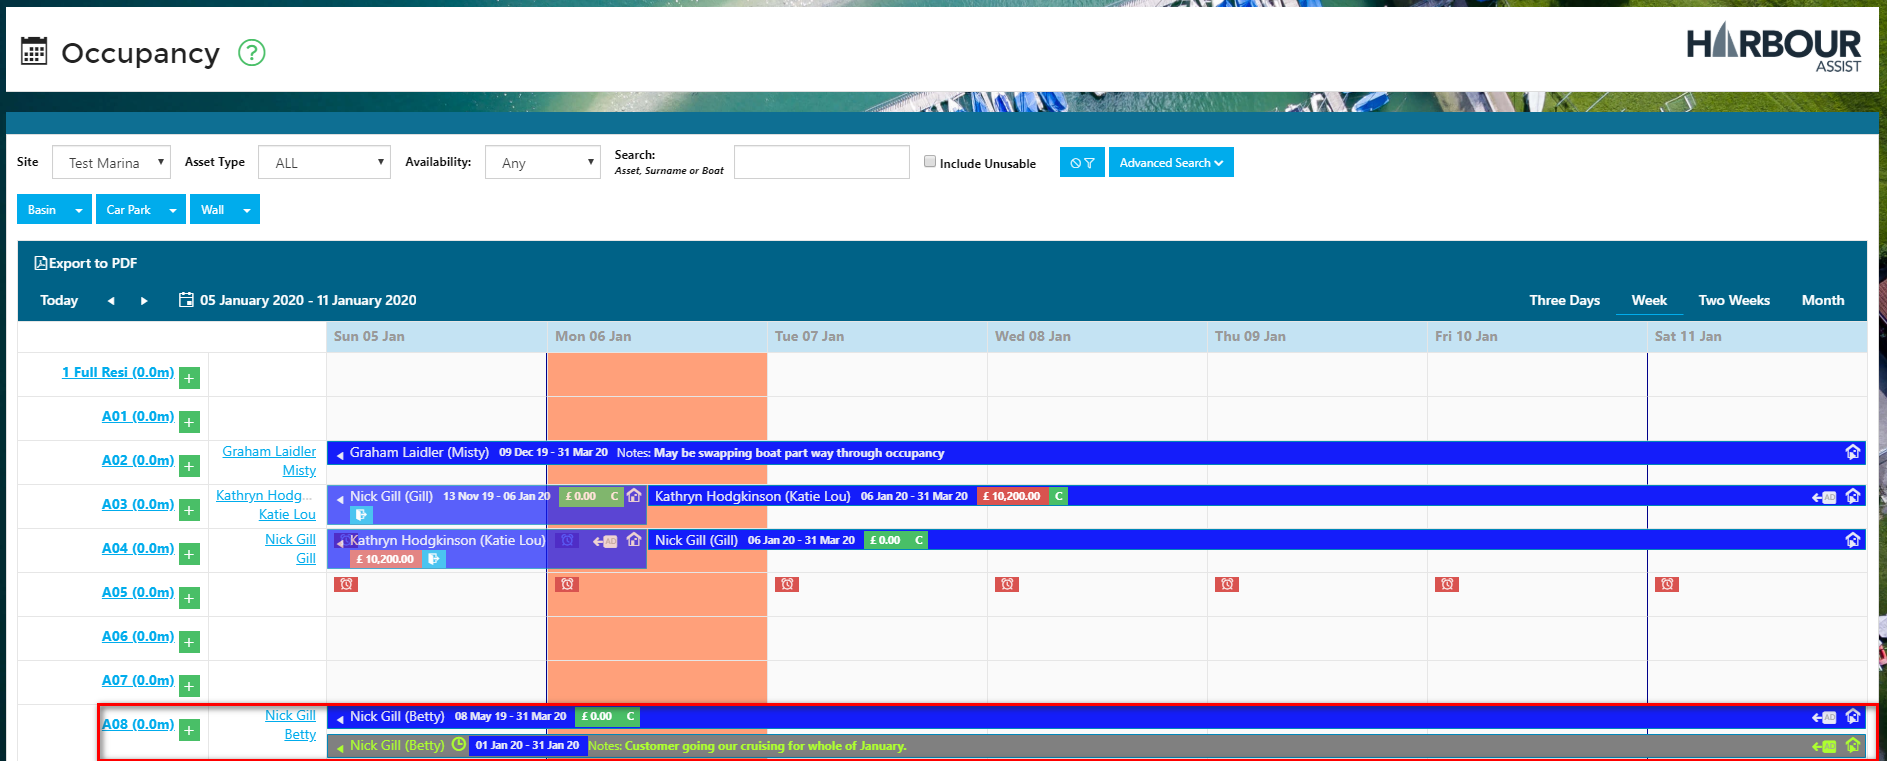 Occupancy ?
HARBOUR
ASSIST
Site Test Marina Asset Type ALL Availability: Any Search: Include Unusable Advanced Search
Asset, Surname or Boat
Basin Car Park Wall
Export to PDF
Today 05 January 2020 - 11 January 2020 Three Days Week Two Weeks Month
Sun 05 Jan Mon 06 Jan Tue 07 Jan Wed 08 Jan Thu 09 Jan Fri 10 Jan Sat 11 Jan
1 Full Resi (0.0m) +
A01 (0.0m) +
A02 (0.0m) + Graham Laidler Graham Laidler (Misty) 09 Dec 19 - 31 Mar 20 Notes: May be swapping boat part way through occupancy
Misty
A03 (0.0m) + Kathryn Hodg... Nick Gill (Gill) 13 Nov 19 - 06 Jan 20 £ 0.00 C Kathryn Hodgkinson (Katie Lou) 06 Jan 20 - 31 Mar 20 £ 10,200.00 C AD
Katie Lou
A04 (0.0m) + Nick Gill Kathryn Hodgkinson (Katie Lou) AD Nick Gill (Gill) 06 Jan 20 - 31 Mar 20 £ 0.00 C
Gill £ 10,200.00
A05 (0.0m) +
A06 (0.0m) +
A07 (0.0m) +
A08 (0.0m) + Nick Gill Nick Gill (Betty) 08 May 19 - 31 Mar 20 £ 0.00 C AD
Betty Nick Gill (Betty) 01 Jan 20 - 31 Jan 20 Notes: Customer going our cruising for whole of January. AD